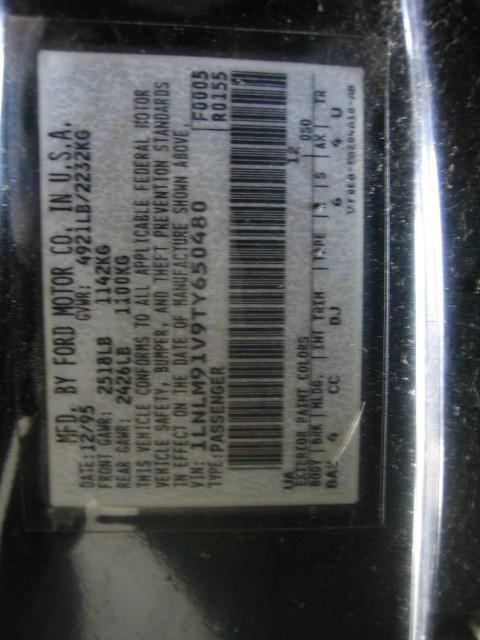 MFD. BY FORD MOTOR CO. IN U.S.A.
DATE: 12/95 GVWR: 4921LB/2232KG
FRONT GAWR: 2518LB 1142KG
REAR GAWR: 2426LB 1100KG
THIS VEHICLE CONFORMS TO ALL APPLICABLE FEDERAL MOTOR
VEHICLE SAFETY, BUMPER, AND THEFT PREVENTION STANDARDS
IN EFFECT ON THE DATE OF MANUFACTURE SHOWN ABOVE.
VIN: 1LNLM91V9TY650480 F0005
TYPE: PASSENGER R0155
UA 12 050
EXTERIOR PAINT COLORS
BODY BRK MLDG. INT TRIM TAPE S AX TR
BA2 4 CC DJ 6 4 U